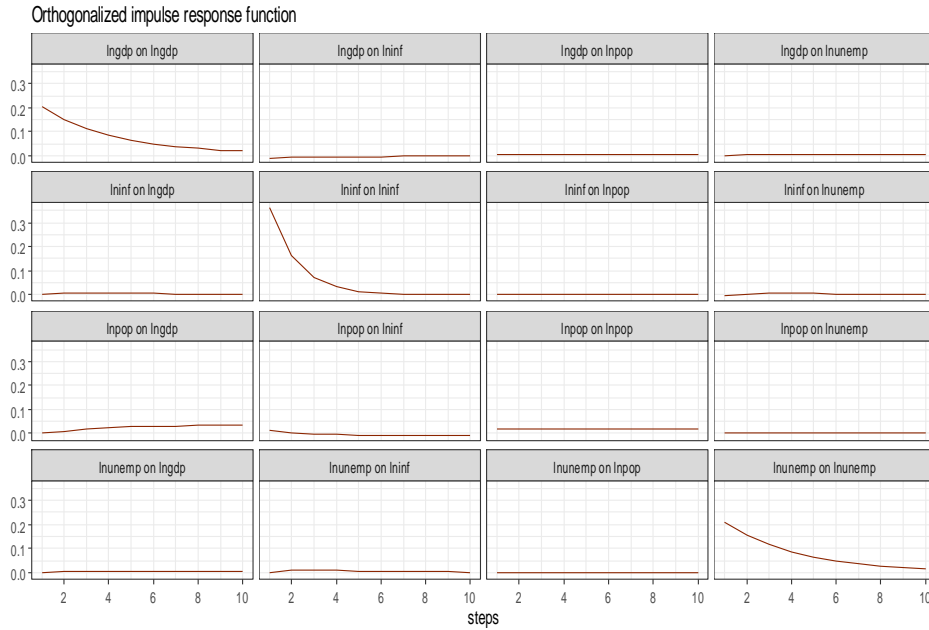 Orthogonalized impulse response function
lngdp on lngdp
lngdp on lninf
lngdp on lnpop
lngdp on lnunemp
0.3
0.2
0.1
0.0
lninf on lngdp
lninf on lninf
lninf on lnpop
lninf on lnunemp
0.3
0.2
0.1
0.0
lnpop on lngdp
lnpop on lninf
lnpop on lnpop
lnpop on lnunemp
0.3
0.2
0.1
0.0
lnunemp on lngdp
lnunemp on lninf
lnunemp on lnpop
lnunemp on lnunemp
0.3
0.2
0.1
0.0
2 4 6 8 10
2 4 6 8 10
2 4 6 8 10
2 4 6 8 10
steps